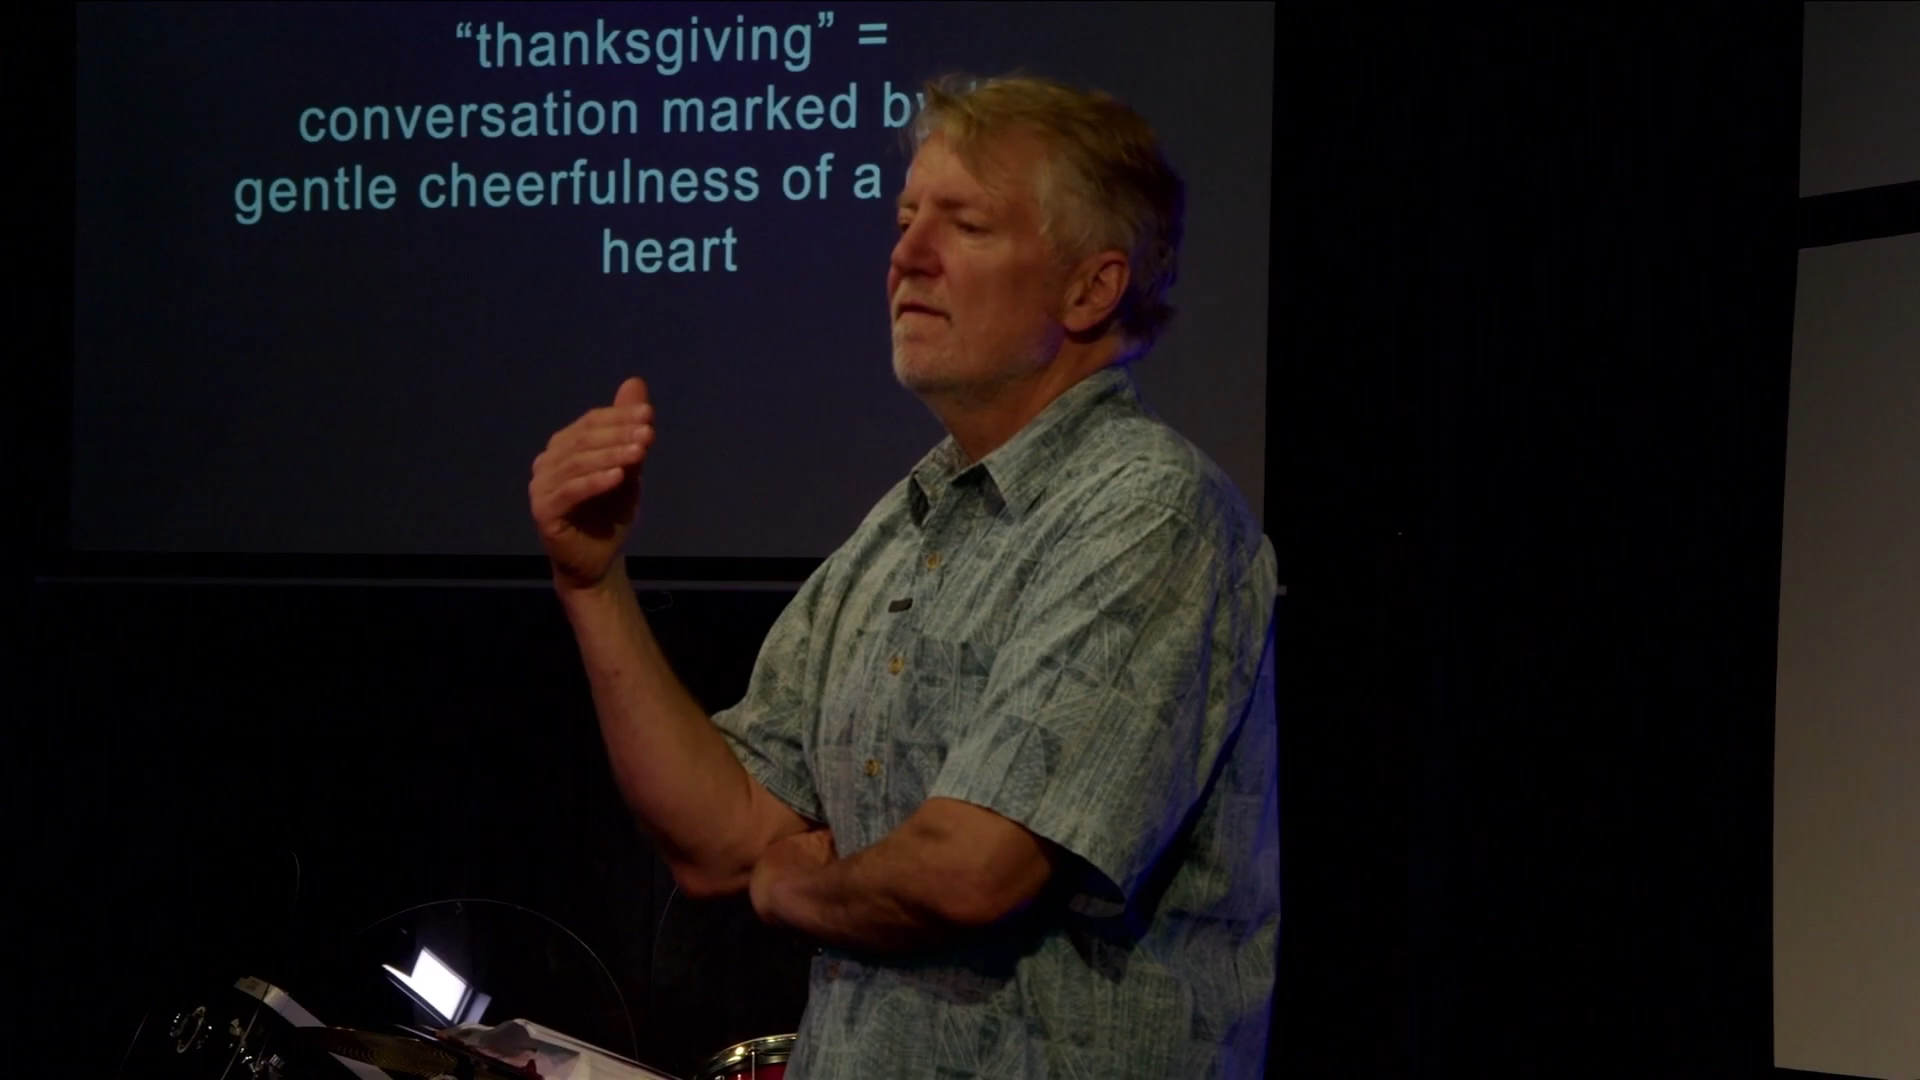 “thanksgiving” =
conversation marked by
gentle cheerfulness of a
heart